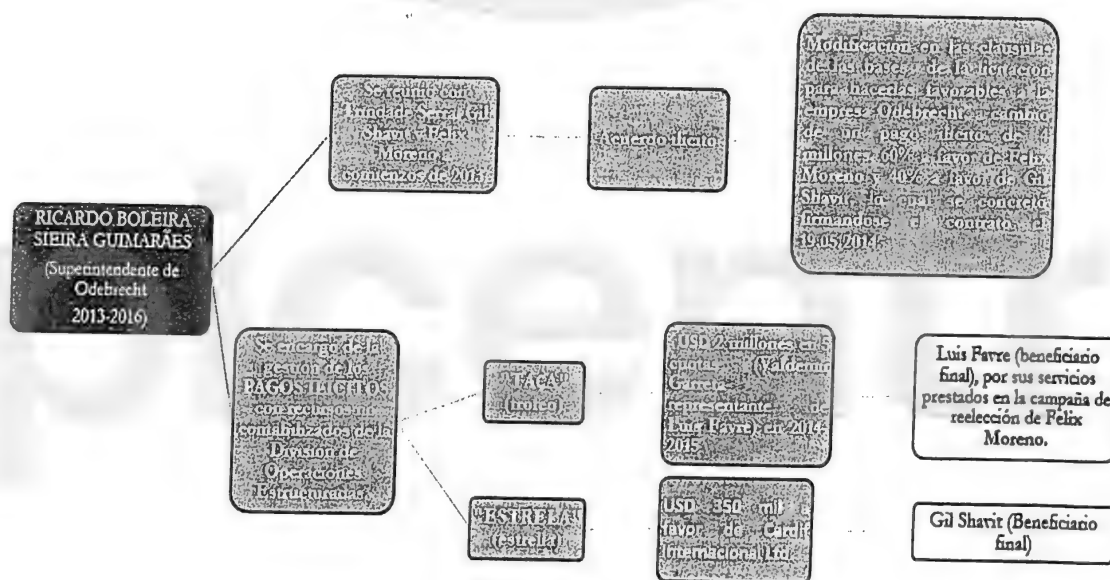 RICARDO BOLEIRA
SIEIRA GUIMARÃES
(Superintendente de
Odebrecht
2013-2016)
Se reunió con
Trindade Serra, Gil
Shavit y Felix
Moreno a
comienzos de 2013
Acuerdo ilícito
Modificación en las cláusulas
de las bases de la licitación
para hacerlas favorables a la
empresa Odebrecht a cambio
de un pago ilícito de
millones, 60% a favor de Felix
Moreno y 40% a favor de Gil
Shavit, lo cual se concretó
firmandose el contrato el
19.05.2014
Se encargó de la
gestión de los
PAGOS ILÍCITOS
con recursos no
contabilizados de la
División de
Operaciones
Estructuradas
"TACA"
USD 2 millones en 5
cuotas (Valdemir
Garreta
representante de
Luis Favre) en 2014
2015
Luis Favre (beneficiario
final), por sus servicios
prestados en la campaña de
reelección de Felix
Moreno.
"ESTRELA"
(estrella)
USD 350 mil a
favor de Cardif
Internacional Ltd
Gil Shavit (Beneficiario
final)